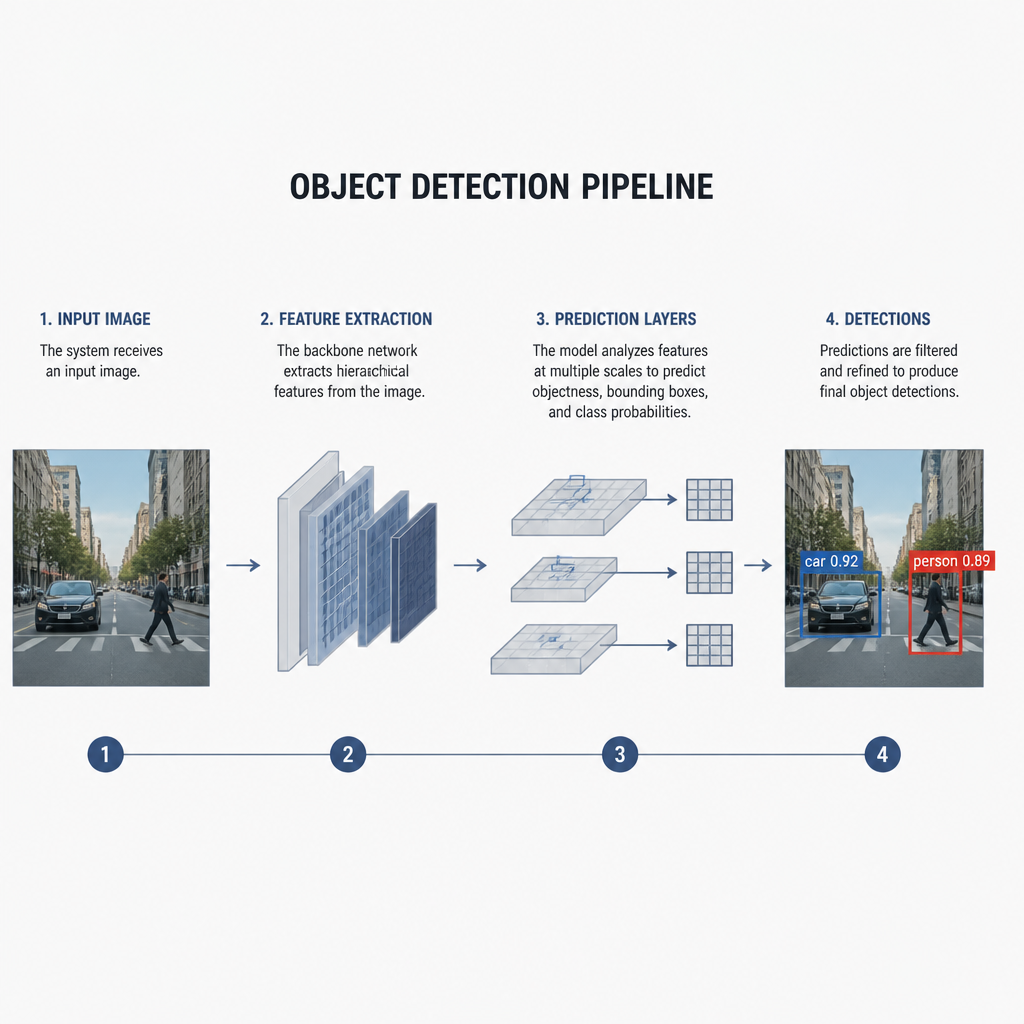 OBJECT DETECTION PIPELINE
1. INPUT IMAGE
The system receives
an input image.
2. FEATURE EXTRACTION
The backbone network
extracts hierarchical
features from the image.
3. PREDICTION LAYERS
The model analyzes features
at multiple scales to predict
objectness, bounding boxes,
and class probabilities.
4. DETECTIONS
Predictions are filtered
and refined to produce
final object detections.
car 0.92
person 0.89
1
2
3
4